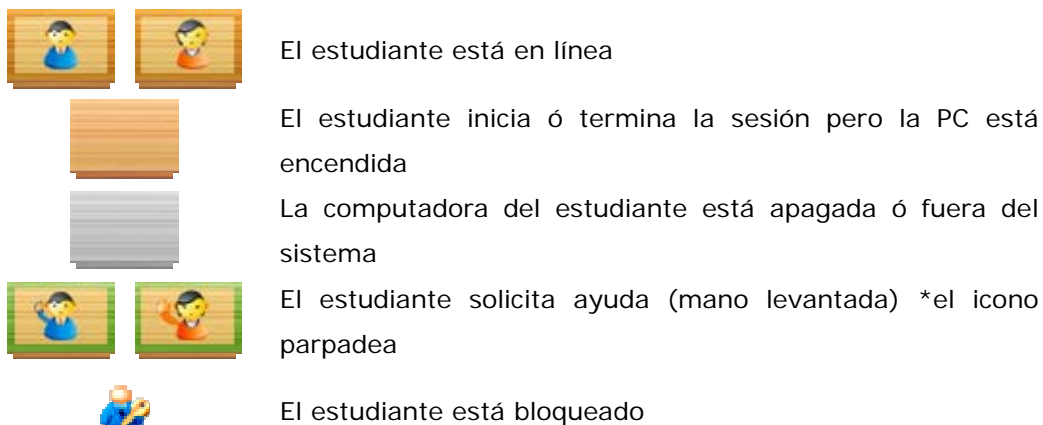 El estudiante está en línea
El estudiante inicia ó termina la sesión pero la PC está
encendida
La computadora del estudiante está apagada ó fuera del
sistema
El estudiante solicita ayuda (mano levantada) *el icono
parpadea
El estudiante está bloqueado